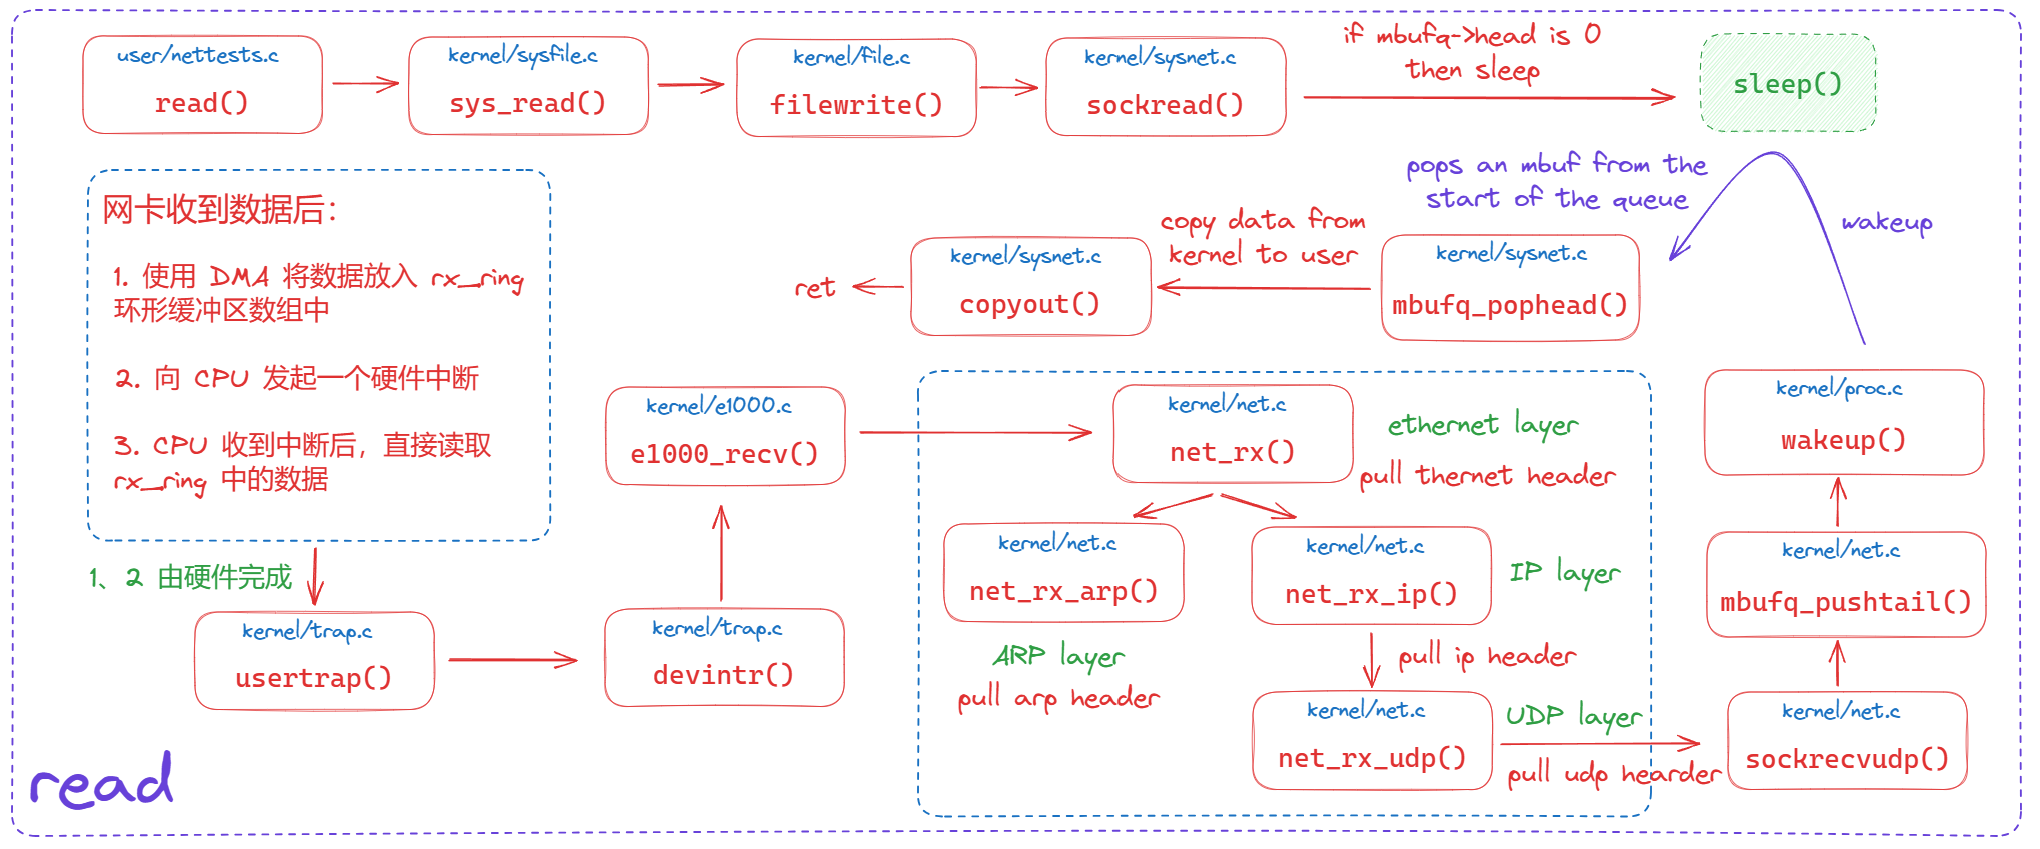 user/nettests.c
read()
kernel/sysfile.c
sys_read()
kernel/file.c
filewrite()
kernel/sysnet.c
sockread()
if mbufq->head is 0
then sleep
sleep()
网卡收到数据后：
1. 使用 DMA 将数据放入 rx_ring
环形缓冲区数组中
2. 向 CPU 发起一个硬件中断
3. CPU 收到中断后，直接读取
rx_ring 中的数据
1、2 由硬件完成
pops an mbuf from the
start of the queue
wakeup
kernel/sysnet.c
mbufq_pophead()
copy data from
kernel to user
kernel/sysnet.c
copyout()
ret
kernel/trap.c
usertrap()
kernel/trap.c
devintr()
kernel/e1000.c
e1000_recv()
kernel/net.c
net_rx()
ethernet layer
pull thernet header
kernel/net.c
net_rx_arp()
ARP layer
pull arp header
kernel/net.c
net_rx_ip()
IP layer
pull ip header
kernel/net.c
net_rx_udp()
UDP layer
pull udp hearder
kernel/net.c
sockrecvudp()
kernel/net.c
mbufq_pushtail()
kernel/proc.c
wakeup()
read